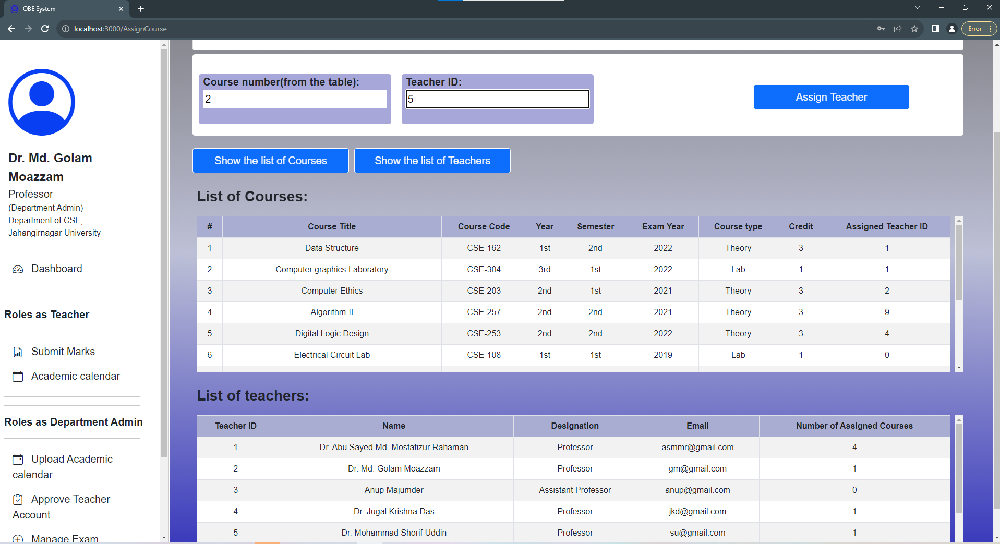 OBE System
localhost:3000/AssignCourse
Error
Dr. Md. Golam
Moazzam
Professor
(Department Admin)
Department of CSE,
Jahangirnagar University
Dashboard
Roles as Teacher
Submit Marks
Academic calendar
Roles as Department Admin
Upload Academic
calendar
Approve Teacher
Account
Manage Exam
Course number(from the table): Teacher ID:
2 5
Assign Teacher
Show the list of Courses Show the list of Teachers
List of Courses:
# Course Title Course Code Year Semester Exam Year Course type Credit Assigned Teacher ID
1 Data Structure CSE-162 1st 2nd 2022 Theory 3 1
2 Computer graphics Laboratory CSE-304 3rd 1st 2022 Lab 1 1
3 Computer Ethics CSE-203 2nd 1st 2021 Theory 3 2
4 Algorithm-II CSE-257 2nd 2nd 2021 Theory 3 9
5 Digital Logic Design CSE-253 2nd 2nd 2022 Theory 3 4
6 Electrical Circuit Lab CSE-108 1st 1st 2019 Lab 1 0
List of teachers:
Teacher ID Name Designation Email Number of Assigned Courses
1 Dr. Abu Sayed Md. Mostafizur Rahaman Professor asmmr@gmail.com 4
2 Dr. Md. Golam Moazzam Professor gm@gmail.com 1
3 Anup Majumder Assistant Professor anup@gmail.com 0
4 Dr. Jugal Krishna Das Professor jkd@gmail.com 1
5 Dr. Mohammad Shorif Uddin Professor su@gmail.com 1